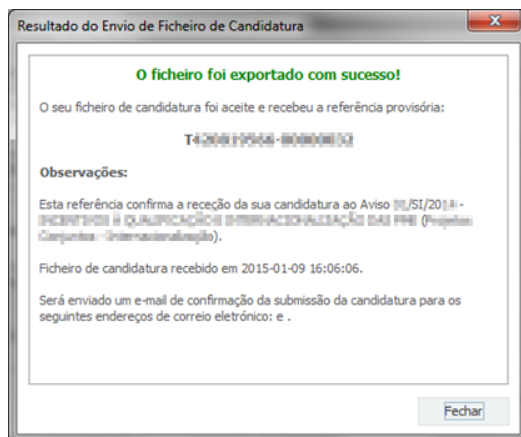 Resultado do Envio de Ficheiro de Candidatura
O ficheiro foi exportado com sucesso!
O seu ficheiro de candidatura foi aceite e recebeu a referência provisória:
Observações:
Esta referência confirma a receção da sua candidatura ao Aviso /SI/201 -
Ficheiro de candidatura recebido em 2015-01-09 16:06:06.
Será enviado um e-mail de confirmação da submissão da candidatura para os
seguintes endereços de correio eletrónico: e .
Fechar